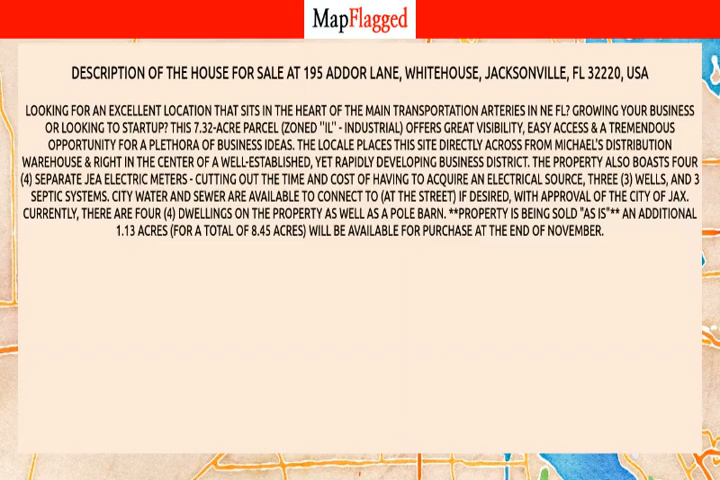 MapFlagged
DESCRIPTION OF THE HOUSE FOR SALE AT 195 ADDOR LANE, WHITEHOUSE, JACKSONVILLE, FL 32220, USA
LOOKING FOR AN EXCELLENT LOCATION THAT SITS IN THE HEART OF THE MAIN TRANSPORTATION ARTERIES IN NE FL? GROWING YOUR BUSINESS
OR LOOKING TO STARTUP? THIS 7.32-ACRE PARCEL (ZONED ''IL'' - INDUSTRIAL) OFFERS GREAT VISIBILITY, EASY ACCESS & A TREMENDOUS
OPPORTUNITY FOR A PLETHORA OF BUSINESS IDEAS. THE LOCALE PLACES THIS SITE DIRECTLY ACROSS FROM MICHAEL'S DISTRIBUTION
WAREHOUSE & RIGHT IN THE CENTER OF A WELL-ESTABLISHED, YET RAPIDLY DEVELOPING BUSINESS DISTRICT. THE PROPERTY ALSO BOASTS FOUR
(4) SEPARATE JEA ELECTRIC METERS - CUTTING OUT THE TIME AND COST OF HAVING TO ACQUIRE AN ELECTRICAL SOURCE, THREE (3) WELLS, AND 3
SEPTIC SYSTEMS. CITY WATER AND SEWER ARE AVAILABLE TO CONNECT TO (AT THE STREET) IF DESIRED, WITH APPROVAL OF THE CITY OF JAX.
CURRENTLY, THERE ARE FOUR (4) DWELLINGS ON THE PROPERTY AS WELL AS A POLE BARN. **PROPERTY IS BEING SOLD "AS IS"** AN ADDITIONAL
1.13 ACRES (FOR A TOTAL OF 8.45 ACRES) WILL BE AVAILABLE FOR PURCHASE AT THE END OF NOVEMBER.